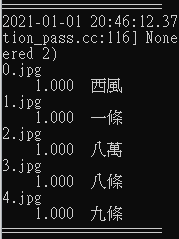 2021-01-01 20:46:12.37
tion_pass.cc:116] None
ered 2)
0.jpg
1.000 西風
1.jpg
1.000 一條
2.jpg
1.000 八萬
3.jpg
1.000 八條
4.jpg
1.000 九條